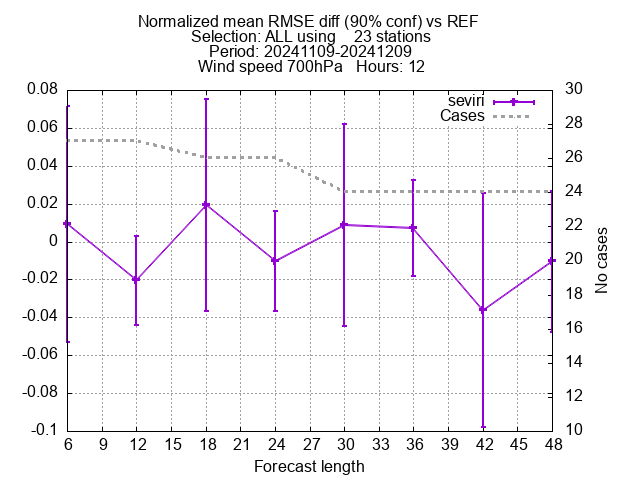 Normalized mean RMSE diff (90% conf) vs REF
Selection: ALL using    23 stations
Period: 20241109-20241209
Wind speed 700hPa   Hours: 12
seviri
Cases
0.08
0.06
0.04
0.02
0
-0.02
-0.04
-0.06
-0.08
-0.1
30
28
26
24
22
20
18
16
14
12
10
No cases
6 9 12 15 18 21 24 27 30 33 36 39 42 45 48
Forecast length